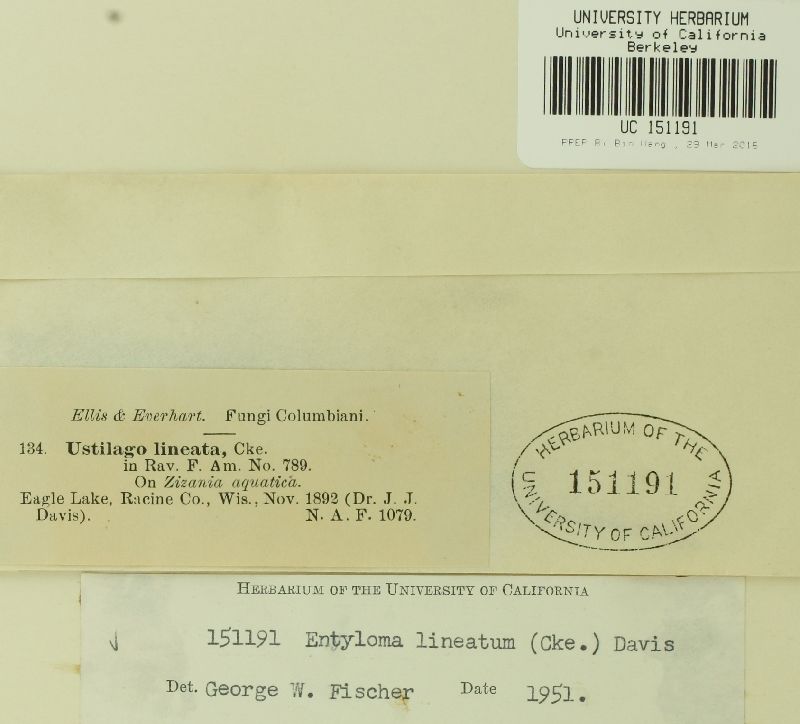 UNIVERSITY HERBARIUM
University of California
Berkeley
UC 151191
Ellis & Everhart. Fungi Columbiani.
134. Ustilago lineata, Cke.
in Rav. F. Am. No. 789.
On Zizania aquatica.
Eagle Lake, Racine Co., Wis., Nov. 1892 (Dr. J. J.
Davis). N. A. F. 1079.
HERBARIUM OF THE
151191
UNIVERSITY OF CALIFORNIA
HERBARIUM OF THE UNIVERSITY OF CALIFORNIA
151191 Entyloma lineatum (Cke.) Davis
Det. George W. Fischer Date 1951.